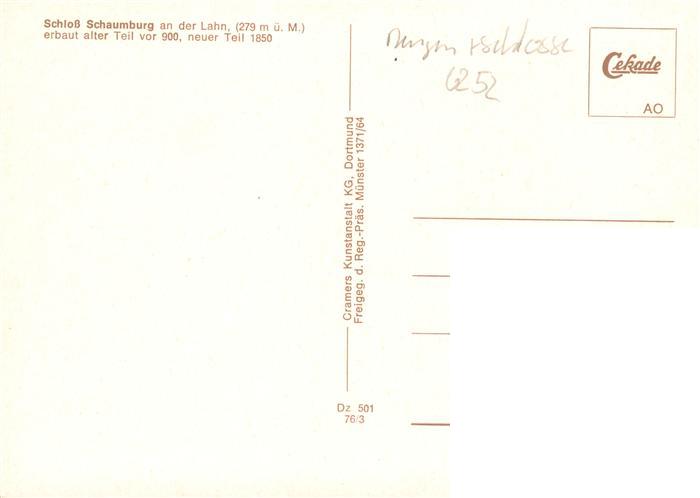 Schloß Schaumburg an der Lahn, (279 m ü. M.)
erbaut alter Teil vor 900, neuer Teil 1850
6252
Cekade
AO
Cramers Kunstanstalt KG, Dortmund
Freigeg. d. Reg.-Präs. Münster 1371/64
Dz 501
76/3